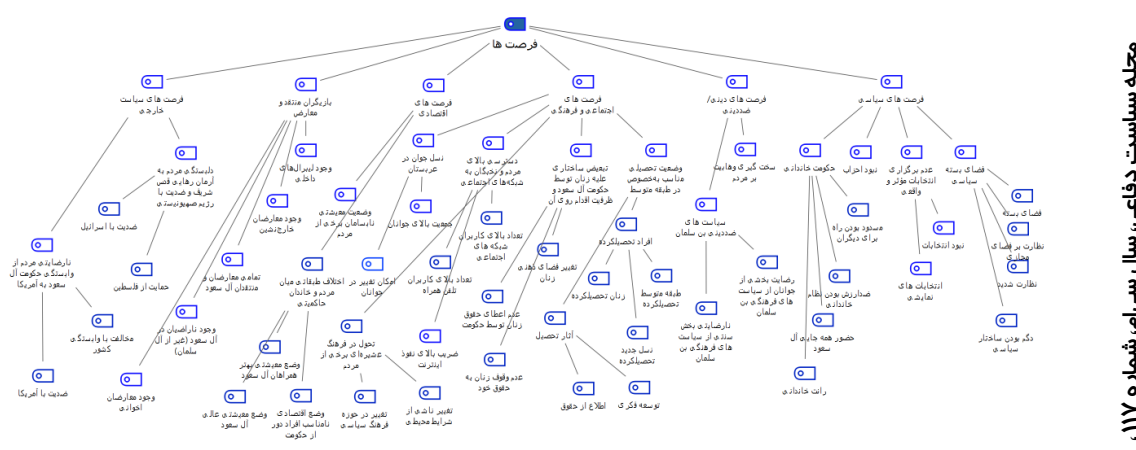 فرصت ها
فرصت های سیاسی
فرصت های دینی/
ضددینی
فرصت های
اجتماعی و فرهنگی
فرصت های
اقتصادی
بازیگران منتقد و
معارض
فرصت های سیاست
خارجی
فضای بسته
سیاسی
عدم برگزاری
انتخابات مؤثر و
واقعی
نبود احزاب
حکومت خاندانی
سخت گیری وهابیت
بر مردم
وضعیت تحصیلی
مناسب به‌خصوص
در طبقه متوسط
تبعیض ساختاری
علیه زنان توسط
حکومت آل سعود و
ظرفیت اقدام روی آن
دسترسی بالای
مردم و نخبگان به
شبکه‌های اجتماعی
نسل جوان در
عربستان
وجود لیبرال‌های
داخلی
دلبستگی مردم به
آرمان رهایی قدس
شریف و ضدیت با
رژیم صهیونیستی
فضای بسته
نظارت بر فضای
مجازی
نظارت شدید
دگم بودن ساختار
سیاسی
نبود انتخابات
انتخابات های
نمایشی
مسدود بودن راه
برای دیگران
ضدارزش بودن نظام
خاندانی
حضور همه جایی آل
سعود
رانت خاندانی
سیاست های
ضددینی بن سلمان
رضایت بخشی از
جوانان از سیاست
های فرهنگی بن
سلمان
نارضایتی بخش
سنتی از سیاست
های فرهنگی بن
سلمان
افراد تحصیلکرده
طبقه متوسط
تحصیلکرده
زنان تحصیلکرده
نسل جدید
تحصیلکرده
آثار تحصیل
توسعه فکری
اطلاع از حقوق
تغییر فضای ذهنی
زنان
عدم اعطای حقوق
زنان توسط حکومت
عدم وقوف زنان به
حقوق خود
تعداد بالای کاربران
شبکه های
اجتماعی
تعداد بالای کاربران
تلفن همراه
ضریب بالای نفوذ
اینترنت
جمعیت بالای جوانان
امکان تغییر در
جوانان
تحول در فرهنگ
عشیره‌ای برخی از
مردم
تغییر ناشی از
شرایط محیطی
تغییر در حوزه
فرهنگ سیاسی
وضعیت معیشتی
نابسامان برخی از
مردم
اختلاف طبقاتی میان
مردم و خاندان
حاکمیتی
وضع معیشتی بهتر
همراهان آل سعود
وضع اقتصادی
نامناسب افراد دور
از حکومت
وضع معیشتی عالی
آل سعود
وجود معارضان
خارج‌نشین
تمامی معارضان و
منتقدان آل سعود
وجود ناراضیان در
آل سعود (غیر از آل
سلمان)
وجود معارضان
اخوانی
ضدیت با اسرائیل
حمایت از فلسطین
نارضایتی مردم از
وابستگی حکومت آل
سعود به آمریکا
مخالفت با وابستگی
کشور
ضدیت با آمریکا